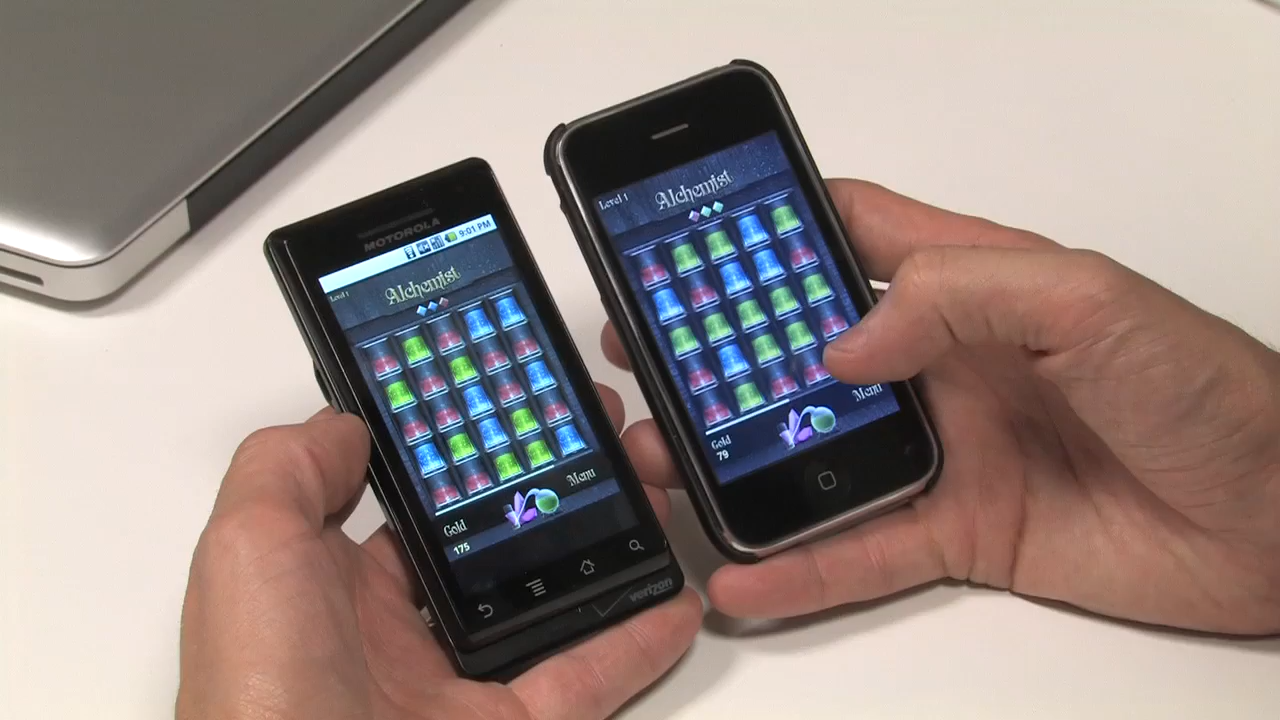 MOTOROLA
9:01 PM
Level 1
Alchemist
Gold
175
Menu
verizon
Level 1
Alchemist
Gold
79
Menu